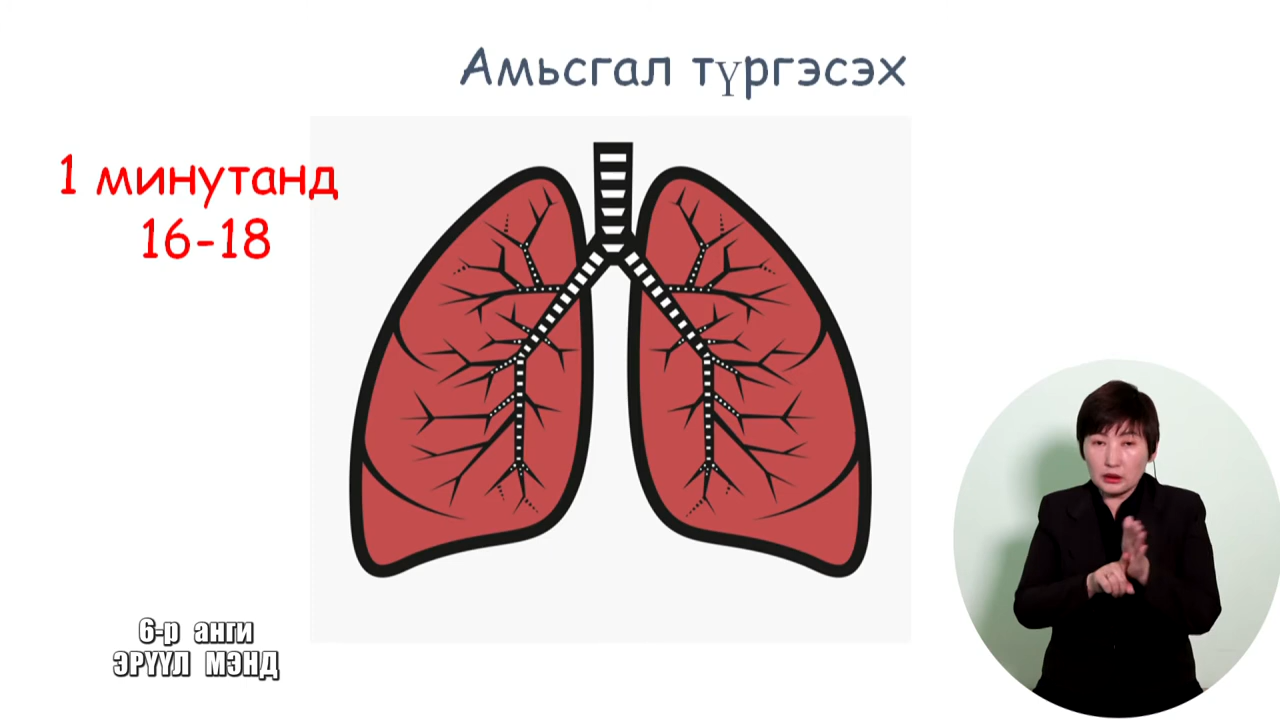 Амьсгал түргэсэх
1 минутанд
16-18
6-р анги
ЭРҮҮЛ МЭНД